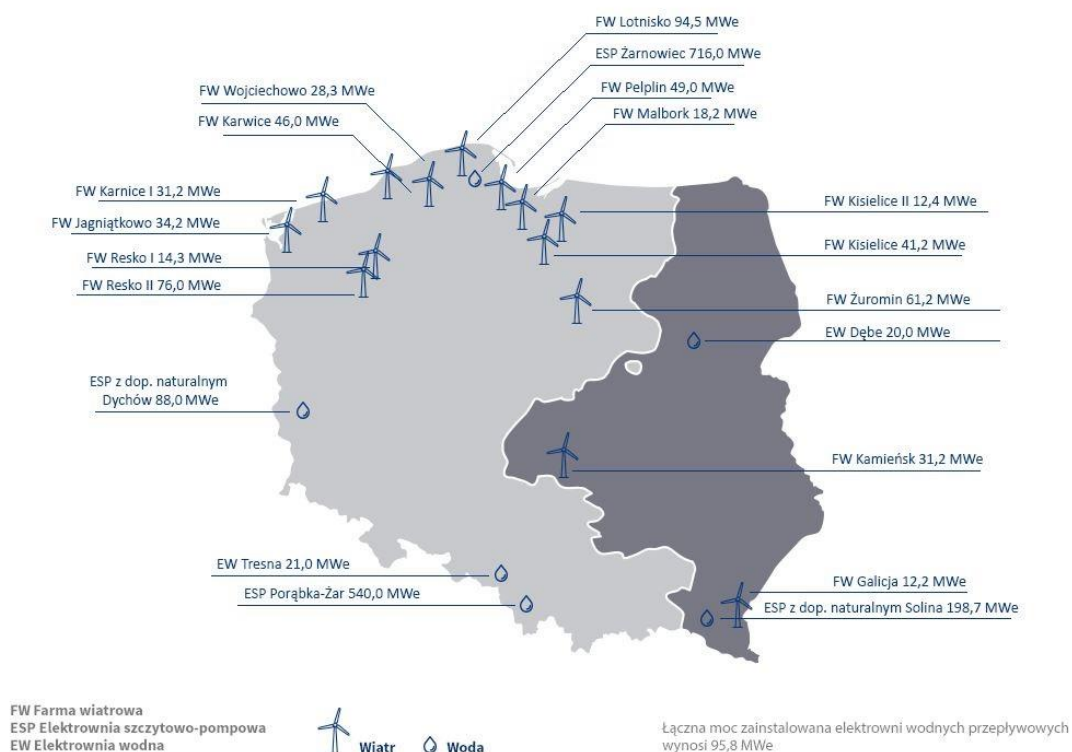 FW Lotnisko 94,5 MWe
ESP Żarnowiec 716,0 MWe
FW Pelplin 49,0 MWe
FW Malbork 18,2 MWe
FW Wojciechowo 28,3 MWe
FW Karwice 46,0 MWe
FW Karnice I 31,2 MWe
FW Jagniątkowo 34,2 MWe
FW Resko I 14,3 MWe
FW Resko II 76,0 MWe
FW Kisielice II 12,4 MWe
FW Kisielice 41,2 MWe
FW Żuromin 61,2 MWe
EW Dębe 20,0 MWe
ESP z dop. naturalnym
Dychów 88,0 MWe
FW Kamieńsk 31,2 MWe
EW Tresna 21,0 MWe
ESP Porąbka-Żar 540,0 MWe
FW Galicja 12,2 MWe
ESP z dop. naturalnym Solina 198,7 MWe
FW Farma wiatrowa
ESP Elektrownia szczytowo-pompowa
EW Elektrownia wodna
Wiatr
Woda
Łączna moc zainstalowana elektrowni wodnych przepływowych
wynosi 95,8 MWe